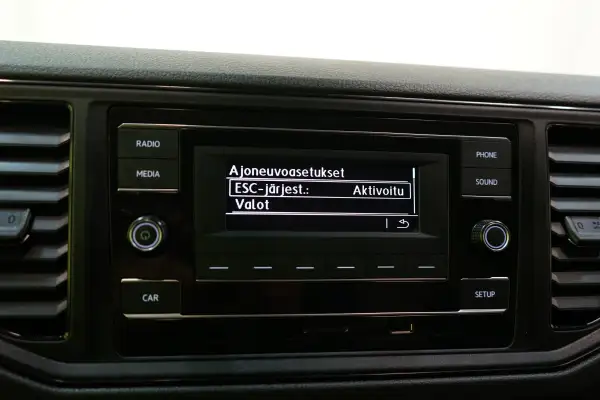 RADIO
MEDIA
CAR
Ajoneuvoasetukset
ESC-järjest.: Aktivoitu
Valot
PHONE
SOUND
SETUP